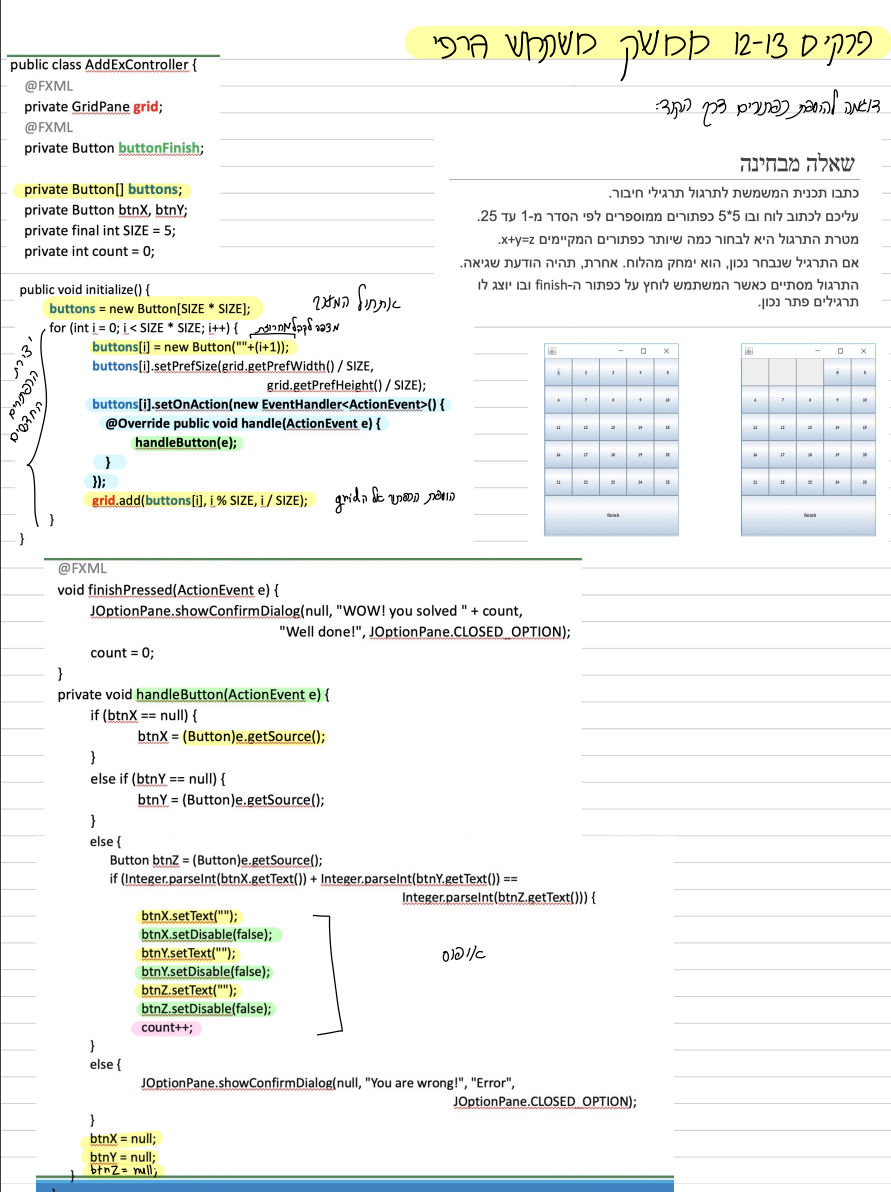 פרקים 12-13 ממשק משתמש גרפי
דוגמה להוספת כפתורים דרך הקוד:
public class AddExController {
@FXML
private GridPane grid;
@FXML
private Button buttonFinish;
private Button[] buttons;
private Button btnX, btnY;
private final int SIZE = 5;
private int count = 0;
שאלה מבחינה
כתבו תכנית המשמשת לתרגול תרגילי חיבור.
עליכם לכתוב לוח ובו 5*5 כפתורים ממוספרים לפי הסדר מ-1 עד 25.
מטרת התרגול היא לבחור כמה שיותר כפתורים המקיימים x+y=z.
אם התרגיל שנבחר נכון, הוא ימחק מהלוח. אחרת, תהיה הודעת שגיאה.
התרגול מסתיים כאשר המשתמש לוחץ על כפתור ה-finish ובו יוצג לו
תרגילים פתר נכון.
public void initialize() {
אתחול המערך
buttons = new Button[SIZE * SIZE];
for (int i = 0; i < SIZE * SIZE; i++) {
buttons[i] = new Button(""+(i+1));
buttons[i].setPrefSize(grid.getPrefWidth() / SIZE,
grid.getPrefHeight() / SIZE);
יצירת
הכפתורים
החדשים
buttons[i].setOnAction(new EventHandler<ActionEvent>() {
@Override public void handle(ActionEvent e) {
handleButton(e);
}
});
grid.add(buttons[i], i % SIZE, i / SIZE);
הוספת הכפתור אל הgrid
}
}
1 2 3 4 5
6 7 8 9 10
11 12 13 14 15
16 17 18 19 20
21 22 23 24 25
finish
4 5
6 7 8 9 10
11 12 13 14 15
16 17 18 19 20
21 22 23 24 25
finish
@FXML
void finishPressed(ActionEvent e) {
JOptionPane.showConfirmDialog(null, "WOW! you solved " + count,
"Well done!", JOptionPane.CLOSED_OPTION);
count = 0;
}
private void handleButton(ActionEvent e) {
if (btnX == null) {
btnX = (Button)e.getSource();
}
else if (btnY == null) {
btnY = (Button)e.getSource();
}
else {
Button btnZ = (Button)e.getSource();
if (Integer.parseInt(btnX.getText()) + Integer.parseInt(btnY.getText()) ==
Integer.parseInt(btnZ.getText())) {
btnX.setText("");
btnX.setDisable(false);
btnY.setText("");
btnY.setDisable(false);
btnZ.setText("");
btnZ.setDisable(false);
count++;
איפוס
}
else {
JOptionPane.showConfirmDialog(null, "You are wrong!", "Error",
JOptionPane.CLOSED_OPTION);
}
btnX = null;
btnY = null;
btnZ = null;
}